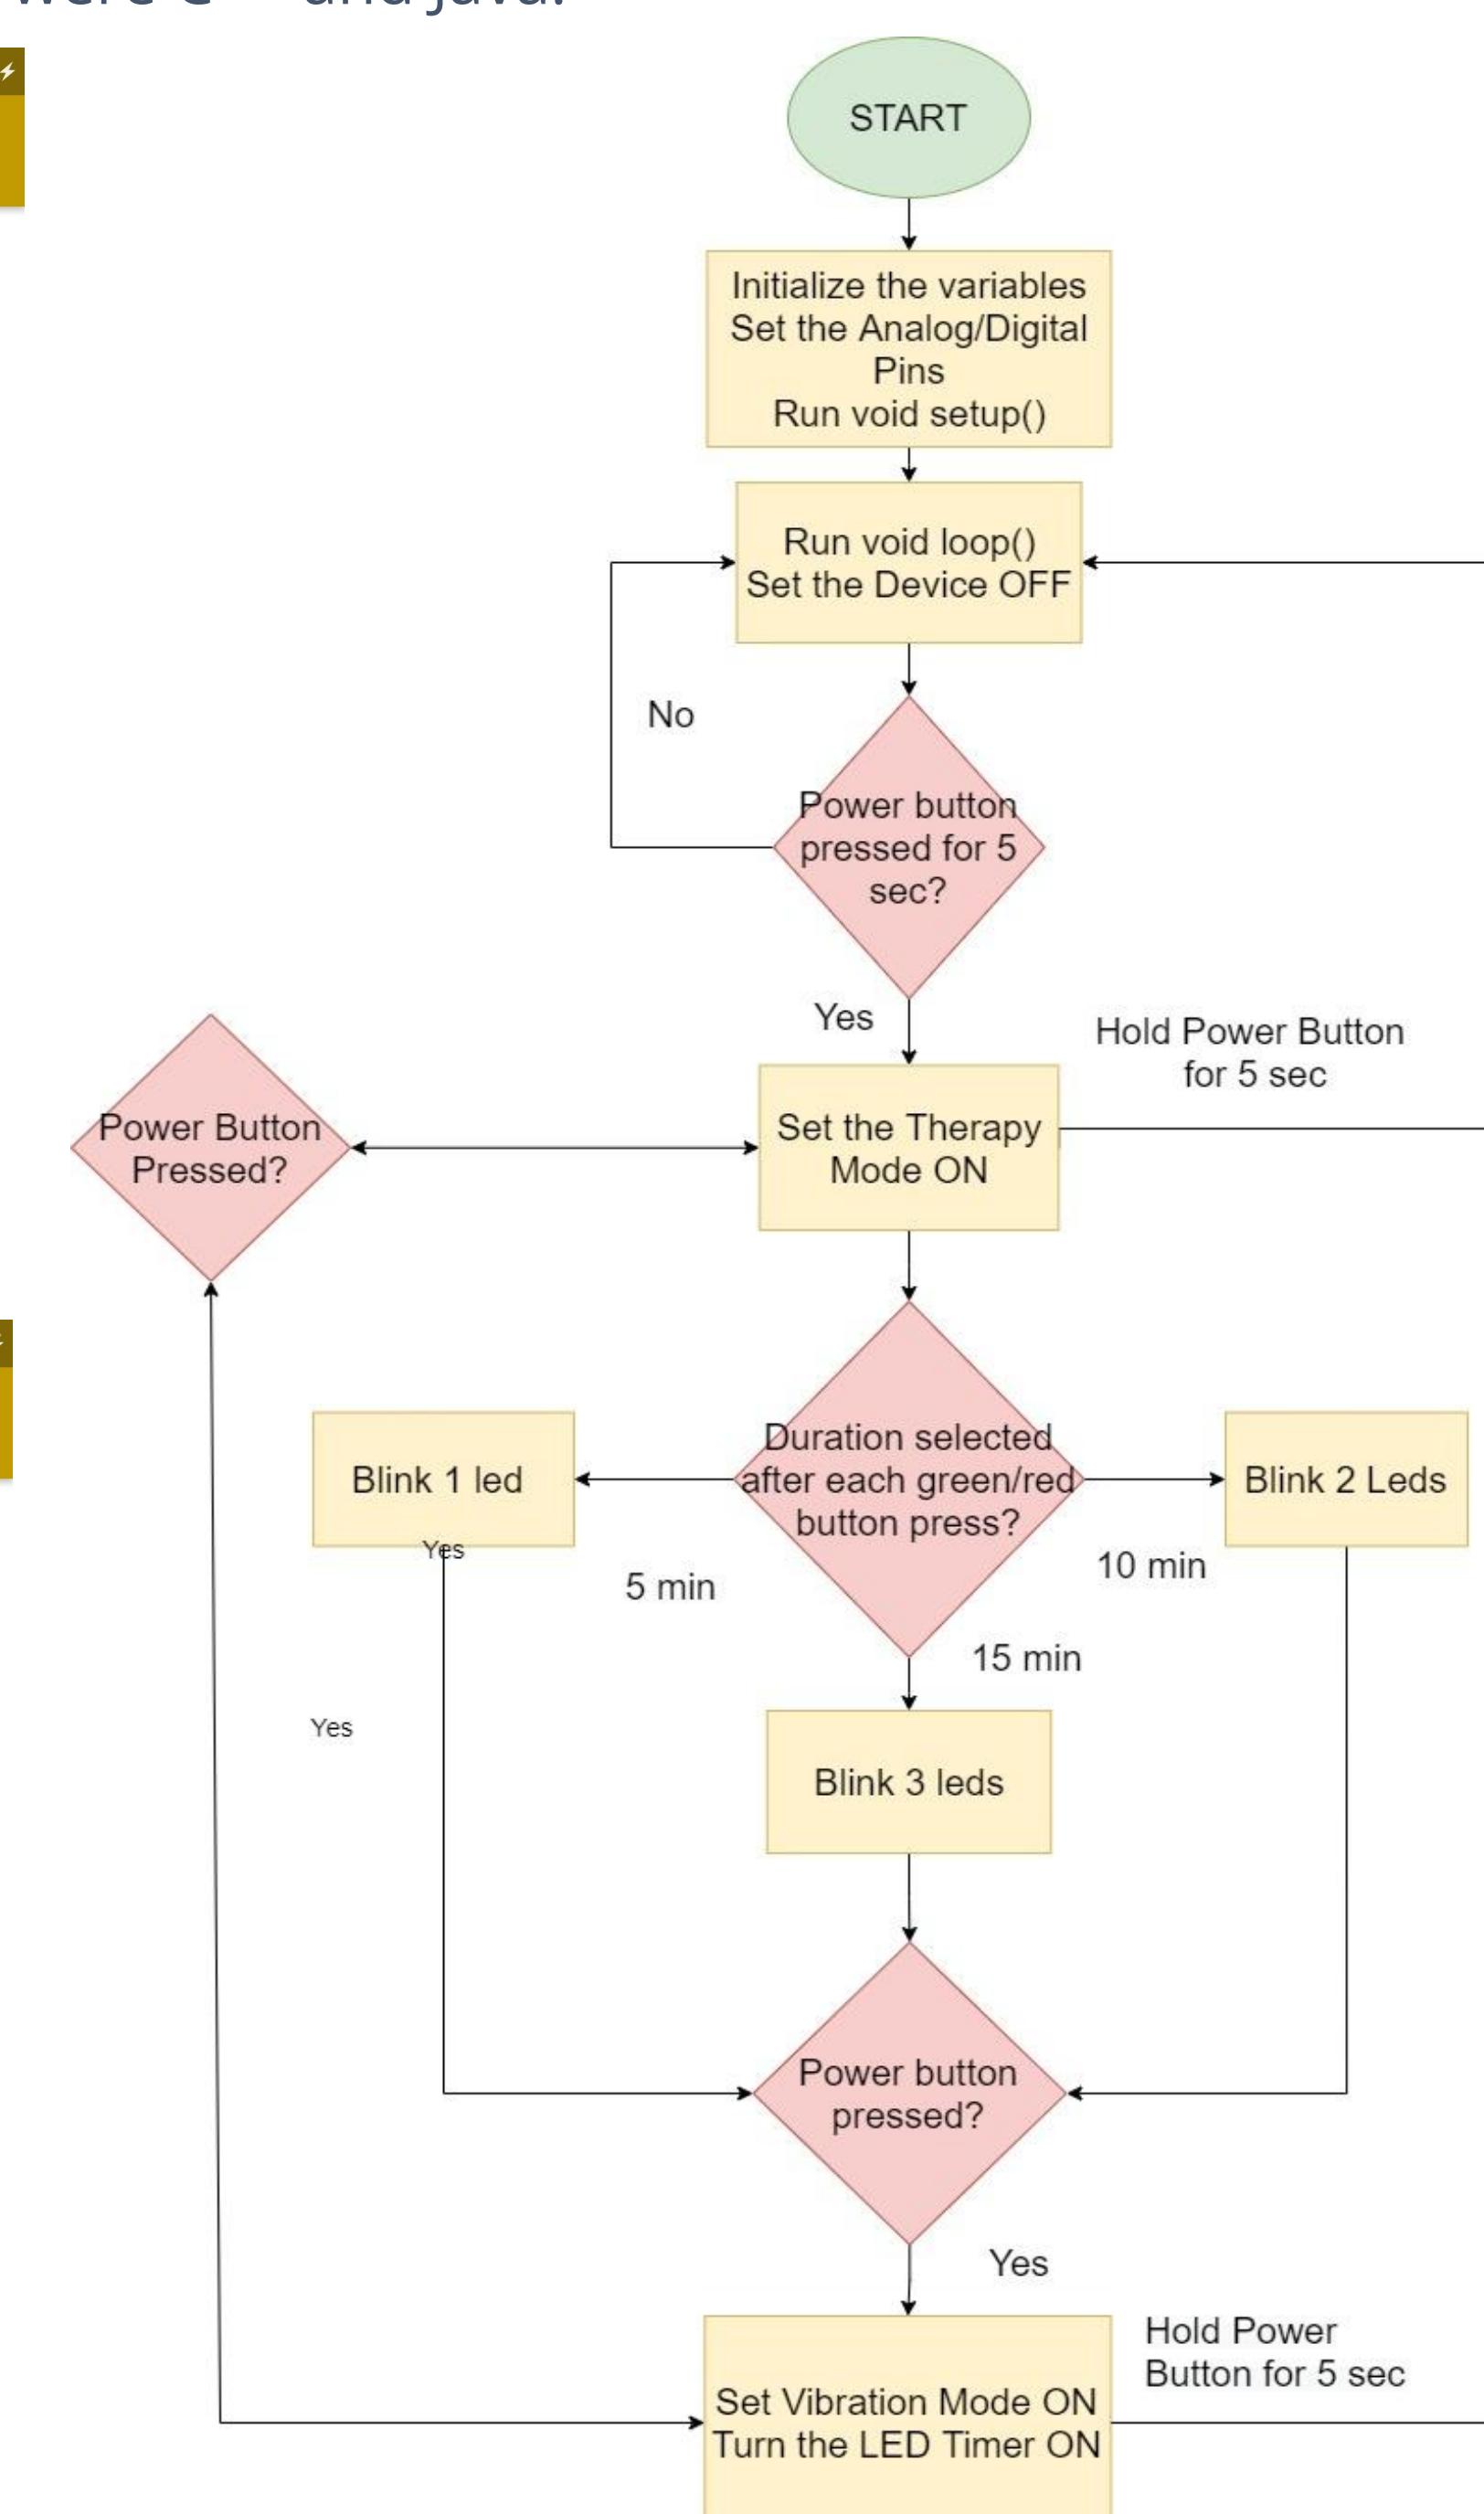 and Java.
START
Initialize the variables
Set the Analog/Digital
Pins
Run void setup()
Run void loop()
Set the Device OFF
No
Power button
pressed for 5
sec?
Yes
Hold Power Button
for 5 sec
Power Button
Pressed?
Set the Therapy
Mode ON
Duration selected
after each green/red
button press?
Blink 1 led
Blink 2 Leds
Yes
5 min
10 min
15 min
Yes
Blink 3 leds
Power button
pressed?
Yes
Hold Power
Button for 5 sec
Set Vibration Mode ON
Turn the LED Timer ON